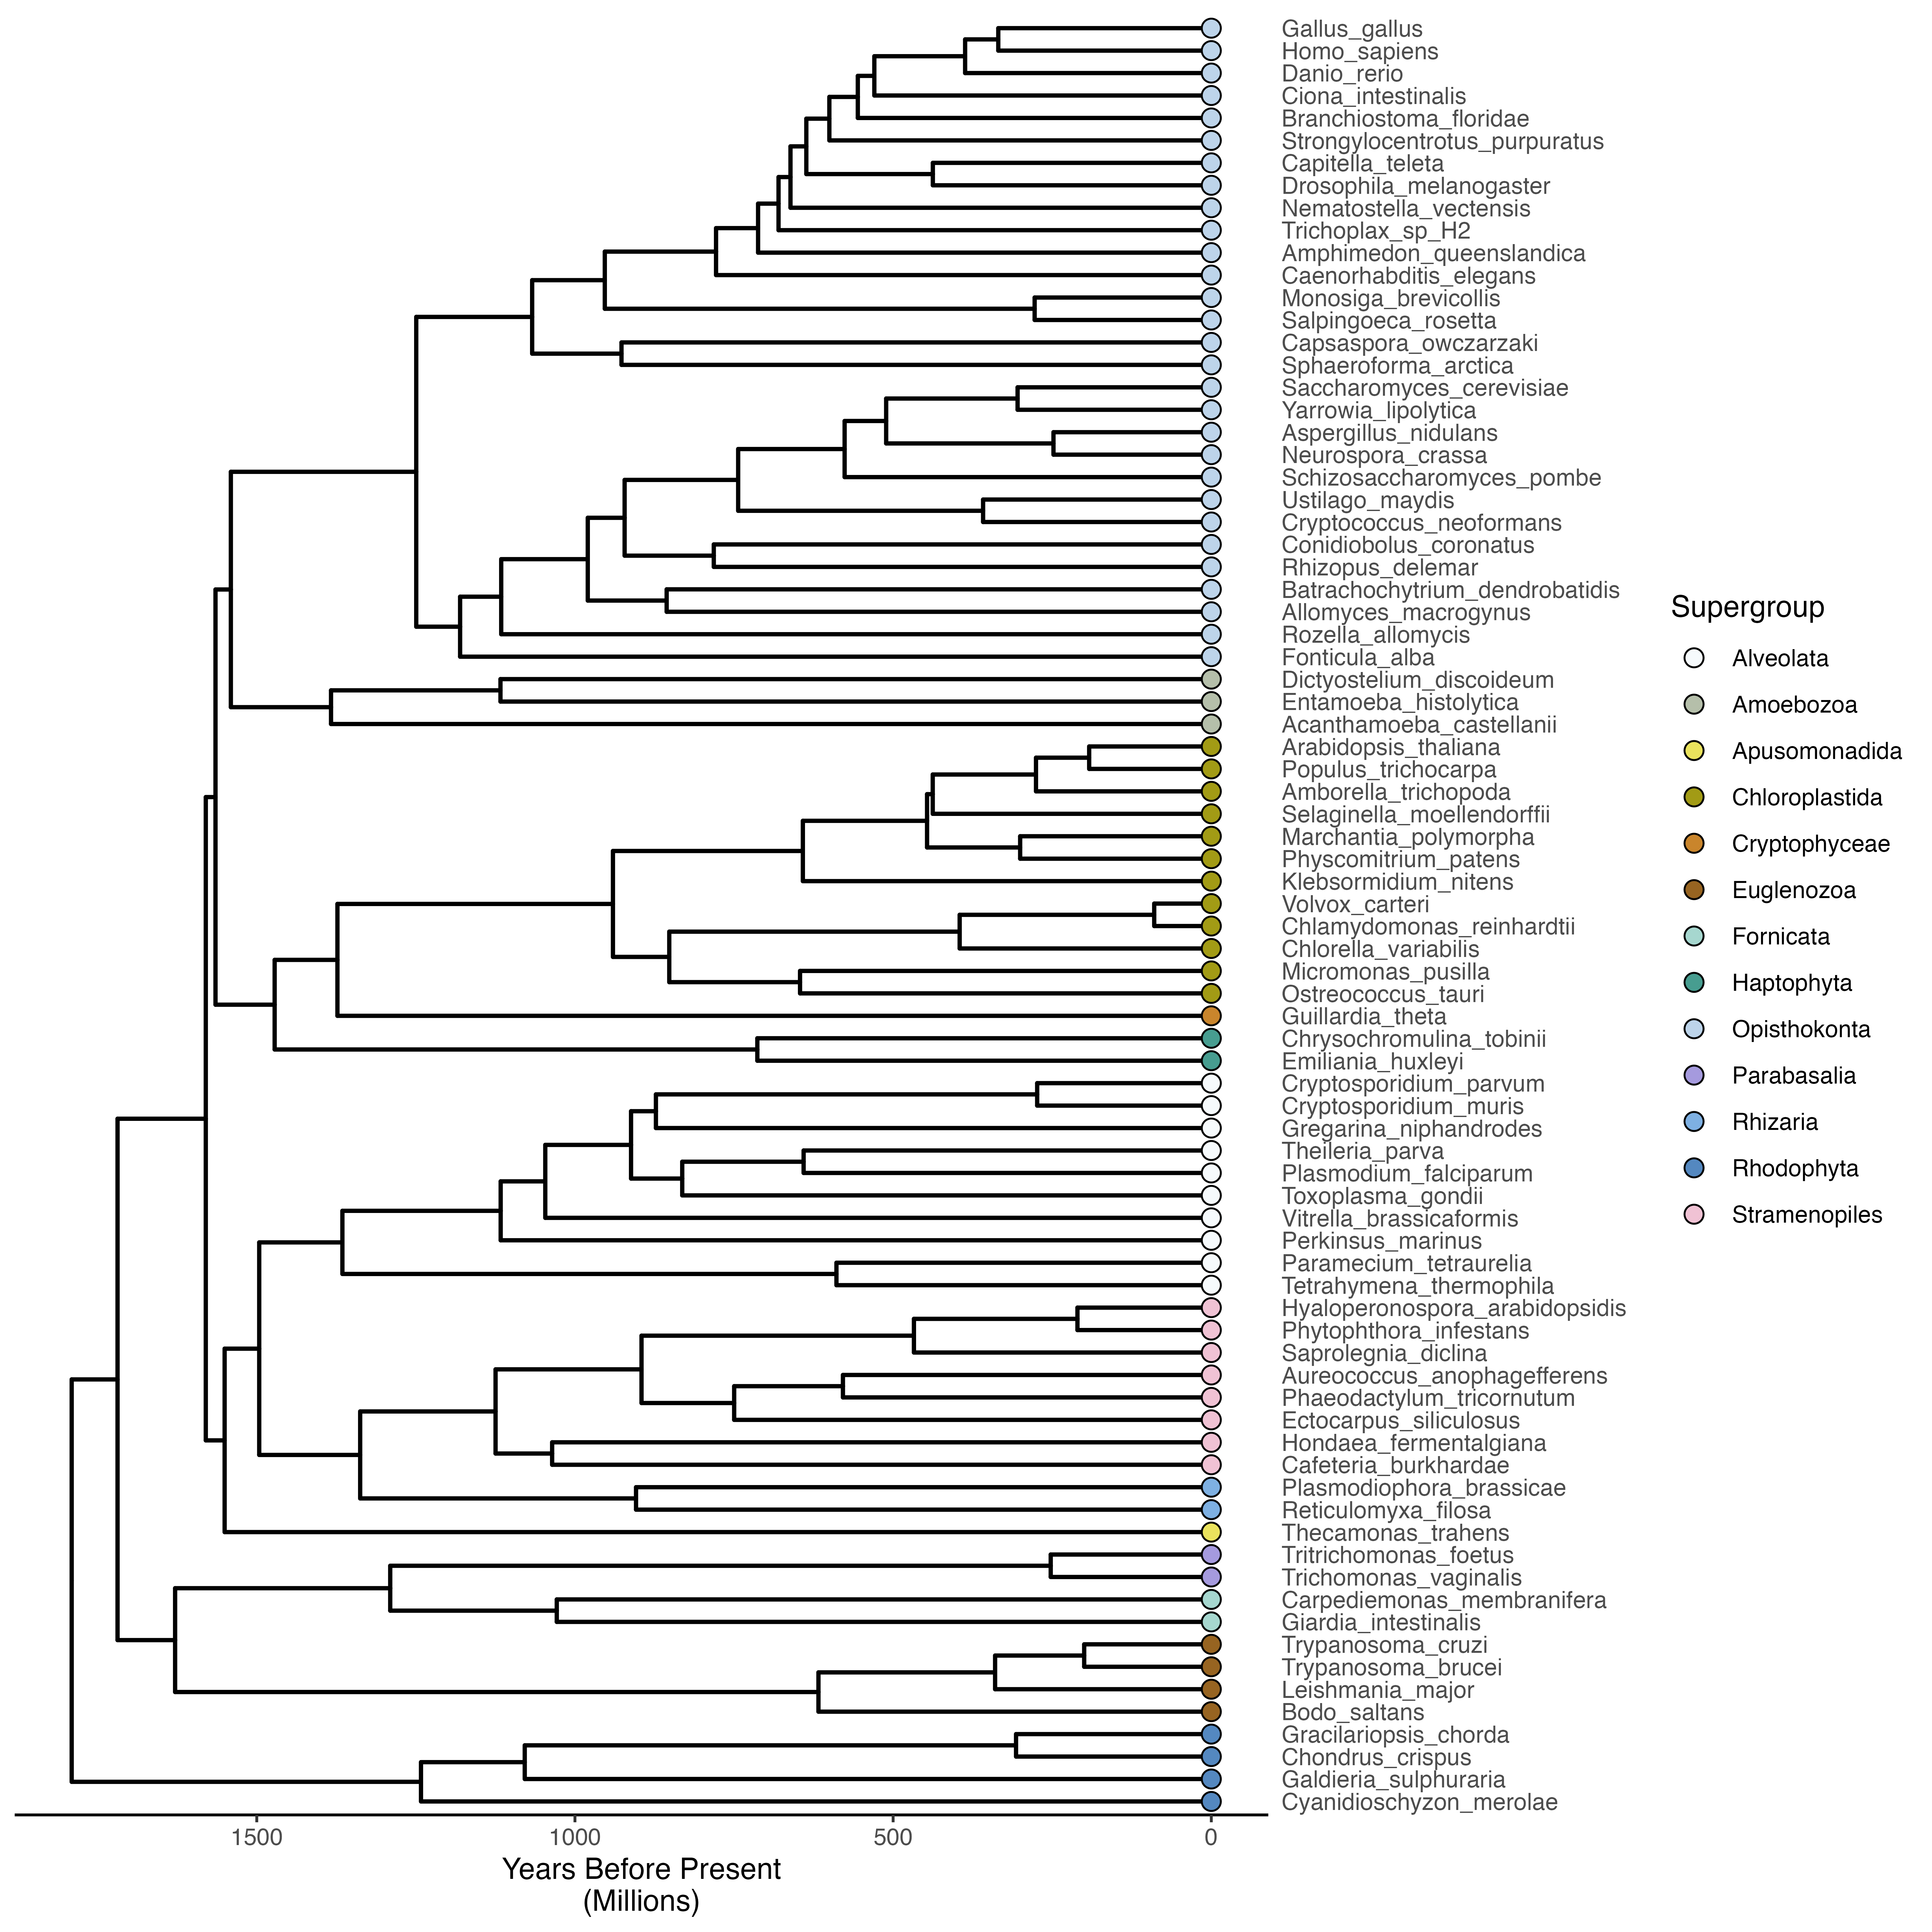 Gallus_gallus
Homo_sapiens
Danio_rerio
Ciona_intestinalis
Branchiostoma_floridae
Strongylocentrotus_purpuratus
Capitella_teleta
Drosophila_melanogaster
Nematostella_vectensis
Trichoplax_sp_H2
Amphimedon_queenslandica
Caenorhabditis_elegans
Monosiga_brevicollis
Salpingoeca_rosetta
Capsaspora_owczarzaki
Sphaeroforma_arctica
Saccharomyces_cerevisiae
Yarrowia_lipolytica
Aspergillus_nidulans
Neurospora_crassa
Schizosaccharomyces_pombe
Ustilago_maydis
Cryptococcus_neoformans
Conidiobolus_coronatus
Rhizopus_delemar
Batrachochytrium_dendrobatidis
Allomyces_macrogynus
Rozella_allomycis
Fonticula_alba
Dictyostelium_discoideum
Entamoeba_histolytica
Acanthamoeba_castellanii
Arabidopsis_thaliana
Populus_trichocarpa
Amborella_trichopoda
Selaginella_moellendorffii
Marchantia_polymorpha
Physcomitrium_patens
Klebsormidium_nitens
Volvox_carteri
Chlamydomonas_reinhardtii
Chlorella_variabilis
Micromonas_pusilla
Ostreococcus_tauri
Guillardia_theta
Chrysochromulina_tobinii
Emiliania_huxleyi
Cryptosporidium_parvum
Cryptosporidium_muris
Gregarina_niphandrodes
Theileria_parva
Plasmodium_falciparum
Toxoplasma_gondii
Vitrella_brassicaformis
Perkinsus_marinus
Paramecium_tetraurelia
Tetrahymena_thermophila
Hyaloperonospora_arabidopsidis
Phytophthora_infestans
Saprolegnia_diclina
Aureococcus_anophagefferens
Phaeodactylum_tricornutum
Ectocarpus_siliculosus
Hondaea_fermentalgiana
Cafeteria_burkhardae
Plasmodiophora_brassicae
Reticulomyxa_filosa
Thecamonas_trahens
Tritrichomonas_foetus
Trichomonas_vaginalis
Carpediemonas_membranifera
Giardia_intestinalis
Trypanosoma_cruzi
Trypanosoma_brucei
Leishmania_major
Bodo_saltans
Gracilariopsis_chorda
Chondrus_crispus
Galdieria_sulphuraria
Cyanidioschyzon_merolae
1500 1000 500 0
Years Before Present
(Millions)
Supergroup
Alveolata
Amoebozoa
Apusomonadida
Chloroplastida
Cryptophyceae
Euglenozoa
Fornicata
Haptophyta
Opisthokonta
Parabasalia
Rhizaria
Rhodophyta
Stramenopiles